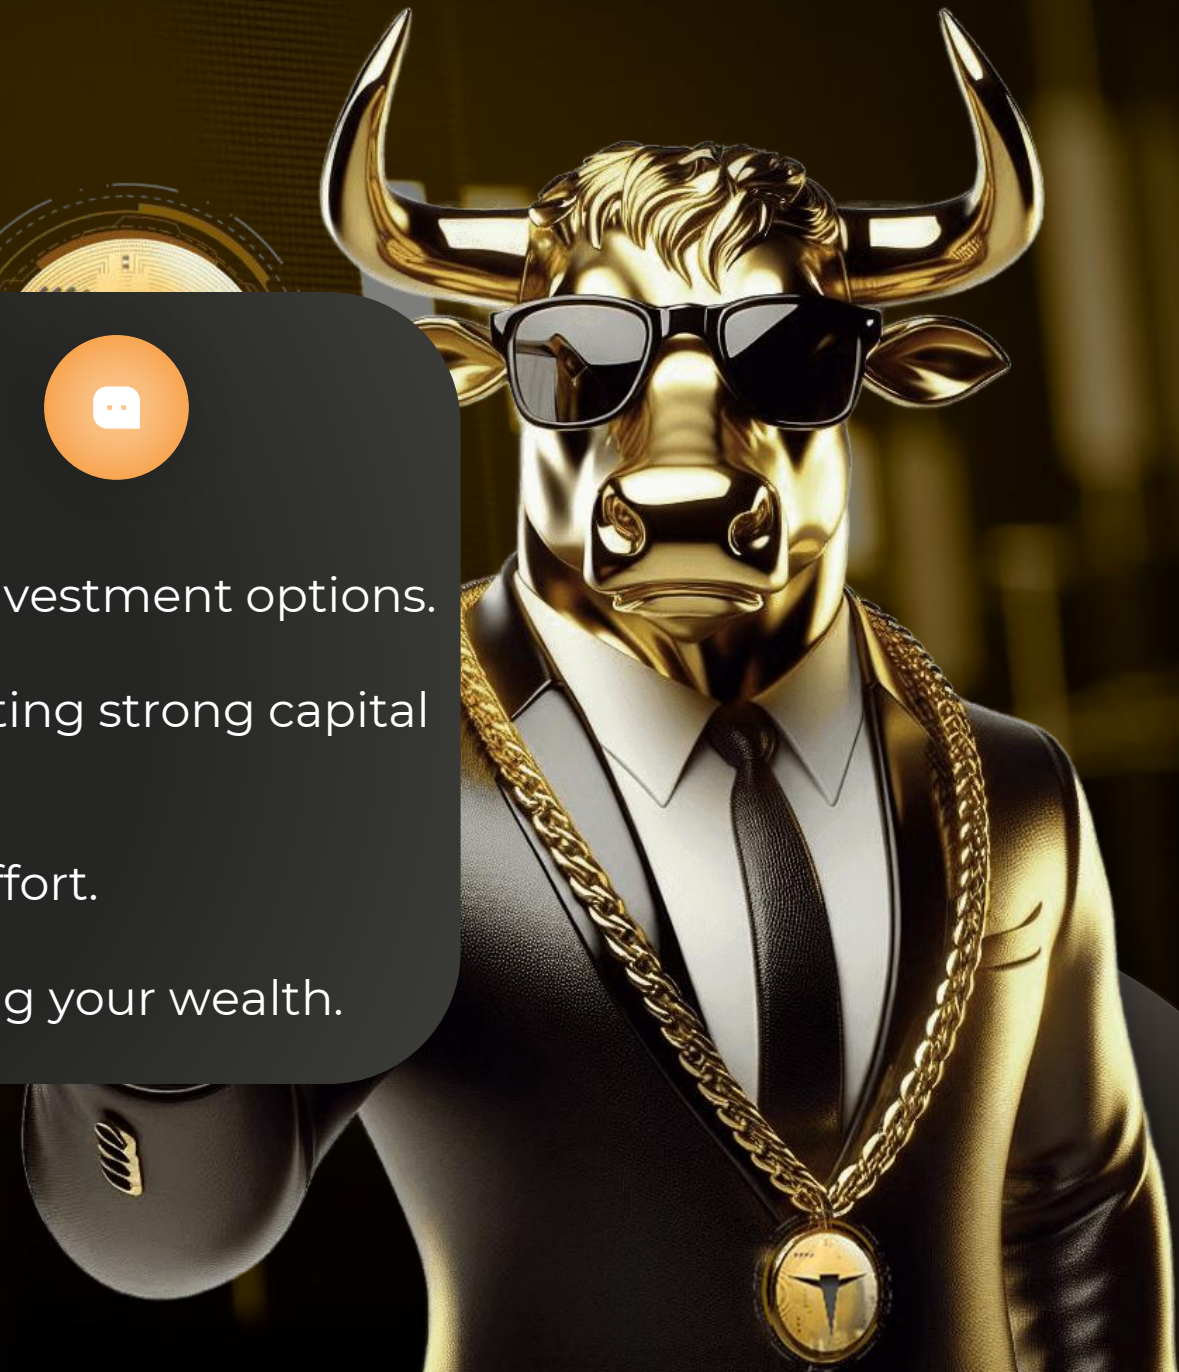 vestment options.
ting strong capital
ffort.
g your wealth.